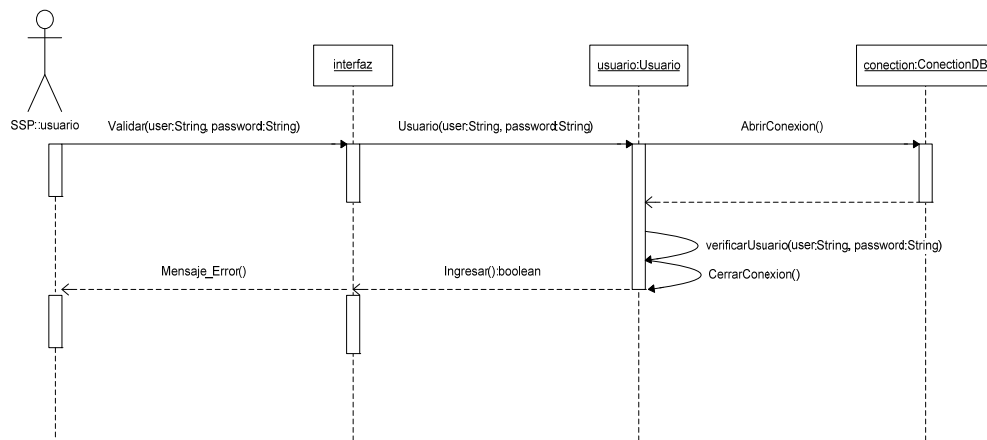 interfaz
usuario:Usuario
conection:ConectionDB
SSP::usuario
Validar(user:String, password:String)
Usuario(user:String, password:String)
AbrirConexion()
verificarUsuario(user:String, password:String)
Mensaje_Error()
Ingresar():boolean
CerrarConexion()